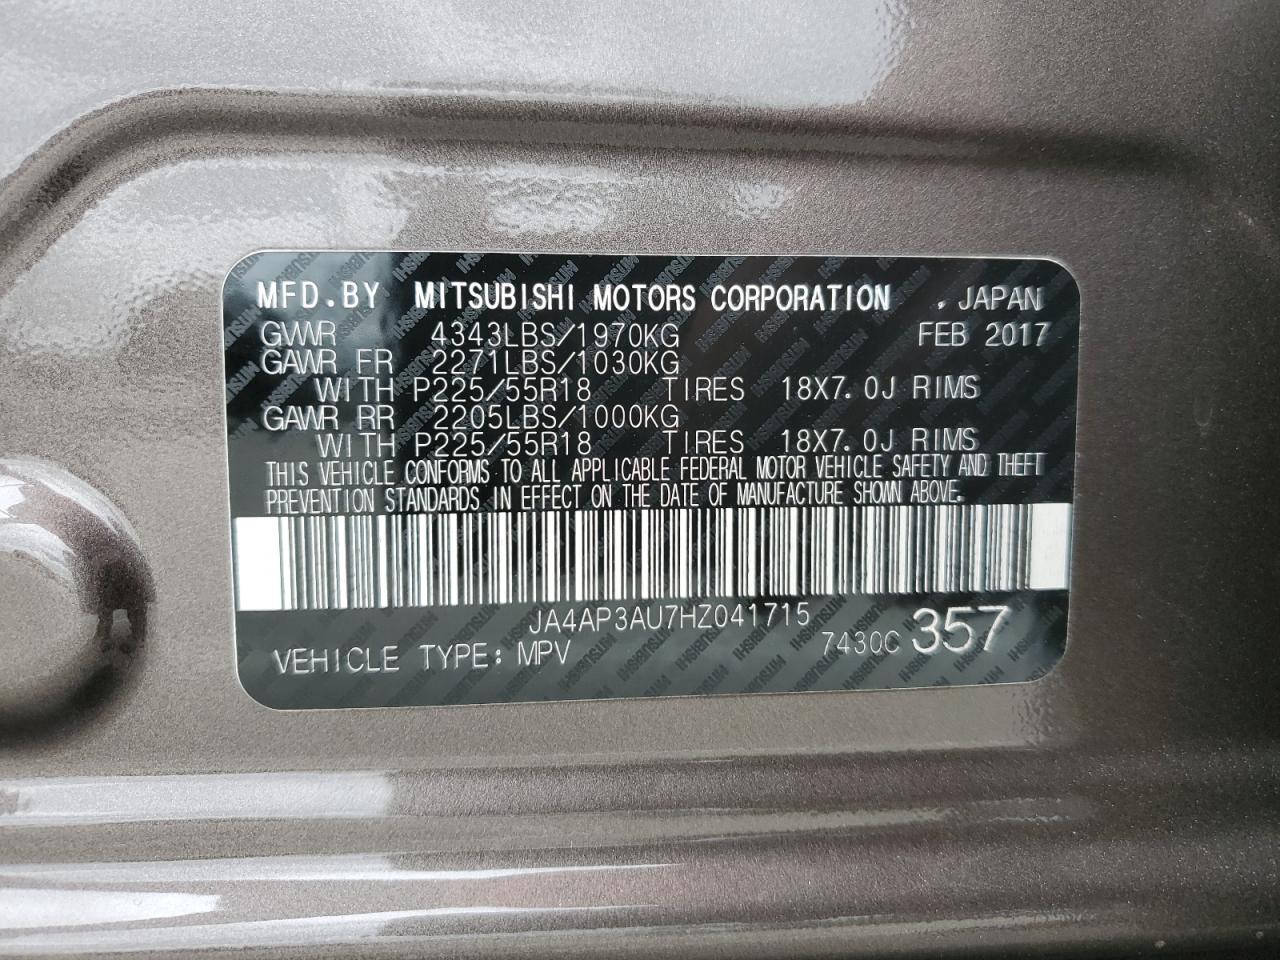 MFD.BY MITSUBISHI MOTORS CORPORATION , JAPAN
GVWR 4343LBS/1970KG FEB 2017
GAWR FR 2271LBS/1030KG
WITH P225/55R18 TIRES 18X7.0J RIMS
GAWR RR 2205LBS/1000KG
WITH P225/55R18 TIRES 18X7.0J RIMS
THIS VEHICLE CONFORMS TO ALL APPLICABLE FEDERAL MOTOR VEHICLE SAFETY AND THEFT
PREVENTION STANDARDS IN EFFECT ON THE DATE OF MANUFACTURE SHOWN ABOVE.
JA4AP3AU7HZ041715
VEHICLE TYPE: MPV 7430C 357